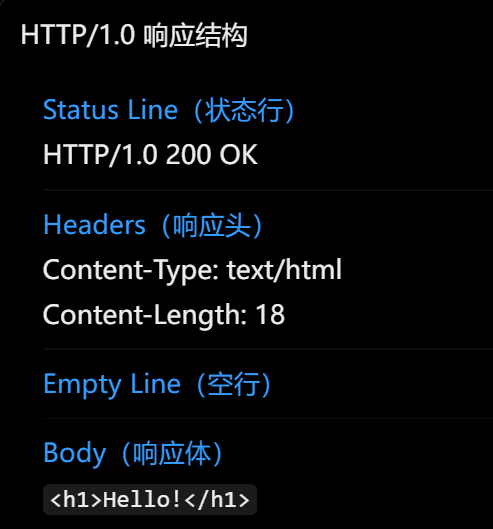 HTTP/1.0 响应结构
Status Line（状态行）
HTTP/1.0 200 OK
Headers（响应头）
Content-Type: text/html
Content-Length: 18
Empty Line（空行）
Body（响应体）
<h1>Hello!</h1>